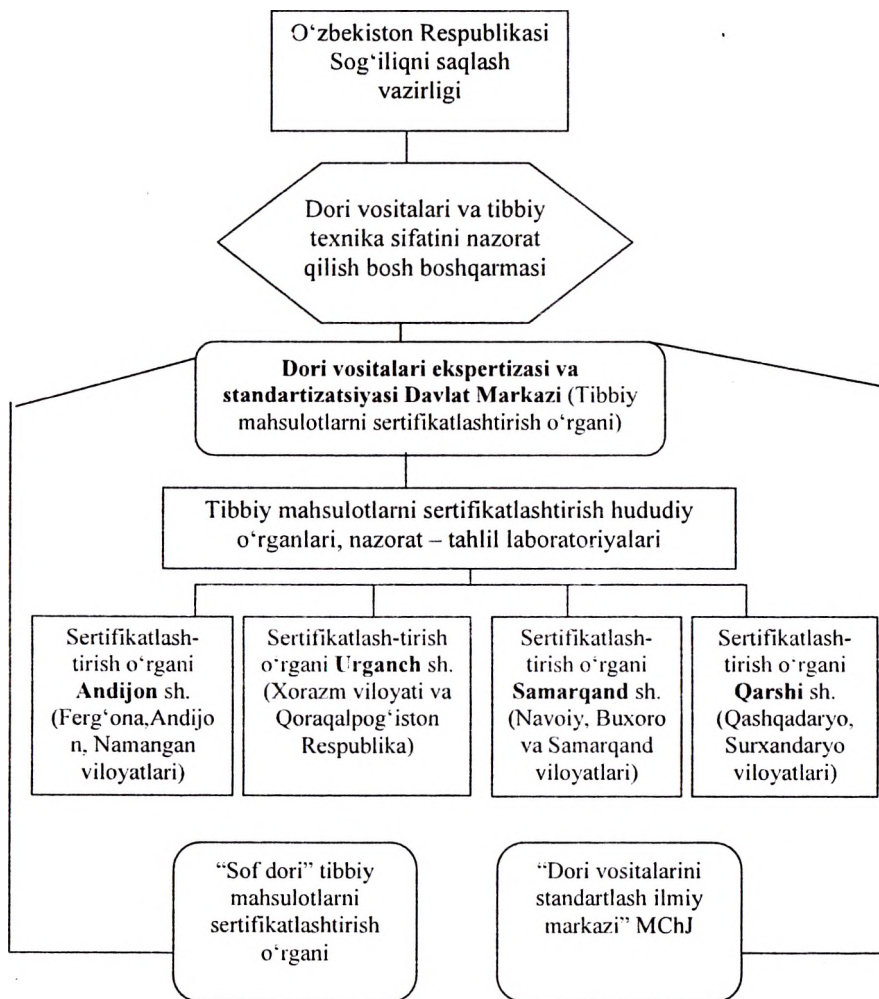 O‘zbekiston Respublikasi
Sog‘iliqni saqlash
vazirligi
Dori vositalari va tibbiy
texnika sifatini nazorat
qilish bosh boshqarmasi
Dori vositalari ekspertizasi va
standartizatsiyasi Davlat Markazi (Tibbiy
mahsulotlarni sertifikatlashtirish o‘rgani)
Tibbiy mahsulotlarni sertifikatlashtirish hududiy
o‘rganlari, nazorat – tahlil laboratoriyalari
Sertifikatlash-
tirish o‘rgani
Andijon sh.
(Ferg‘ona,Andijo
n, Namangan
viloyatlari)
Sertifikatlash-tirish
o‘rgani Urganch sh.
(Xorazm viloyati va
Qoraqalpog‘iston
Respublika)
Sertifikatlash-
tirish o‘rgani
Samarqand sh.
(Navoiy, Buxoro
va Samarqand
viloyatlari)
Sertifikatlash-
tirish o‘rgani
Qarshi sh.
(Qashqadaryo,
Surxandaryo
viloyatlari)
“Sof dori” tibbiy
mahsulotlarni
sertifikatlashtirish
o‘rgani
“Dori vositalarini
standartlash ilmiy
markazi” MChJ